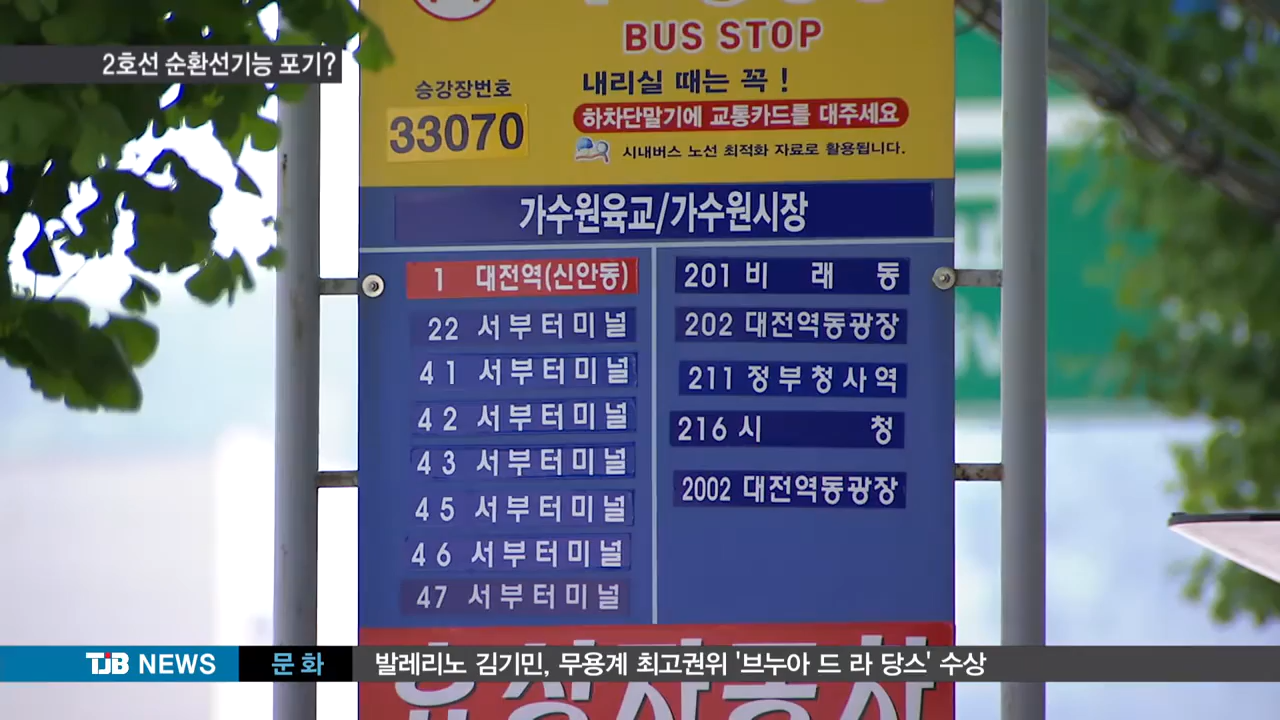 2호선 순환선기능 포기?
BUS STOP
승강장번호
33070
내리실 때는 꼭 !
하차단말기에 교통카드를 대주세요
시내버스 노선 최적화 자료로 활용됩니다.
가수원육교/가수원시장
1 대전역(신안동)
22 서부터미널
41 서부터미널
42 서부터미널
43 서부터미널
45 서부터미널
46 서부터미널
47 서부터미널
201 비래동
202 대전역동광장
211 정부청사역
216 시청
2002 대전역동광장
TJB NEWS
문화
발레리노 김기민, 무용계 최고권위 '브누아 드 라 당스' 수상